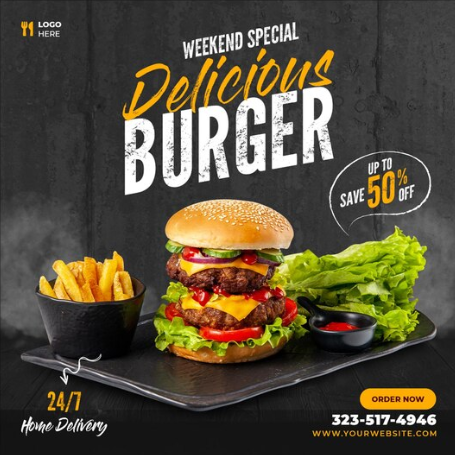 LOGO
HERE
WEEKEND SPECIAL
Delicious
BURGER
UP TO
SAVE 50% OFF
24/7
Home Delivery
ORDER NOW
323-517-4946
WWW.YOURWEBSITE.COM